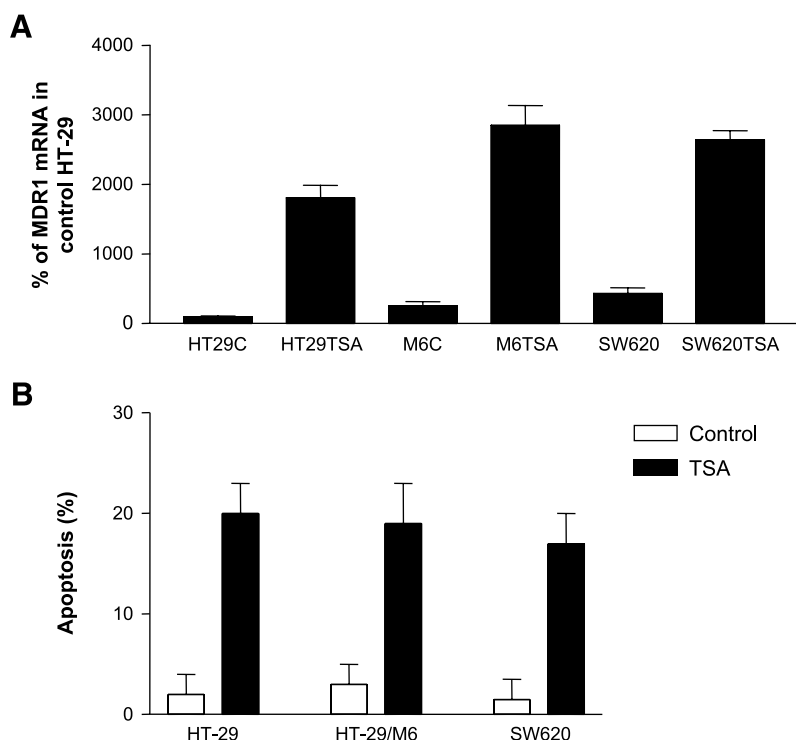 A
% of MDR1 mRNA in
control HT-29
4000
3000
2000
1000
0
HT29C HT29TSA M6C M6TSA SW620 SW620TSA
B
Apoptosis (%)
30
20
10
0
Control
TSA
HT-29 HT-29/M6 SW620